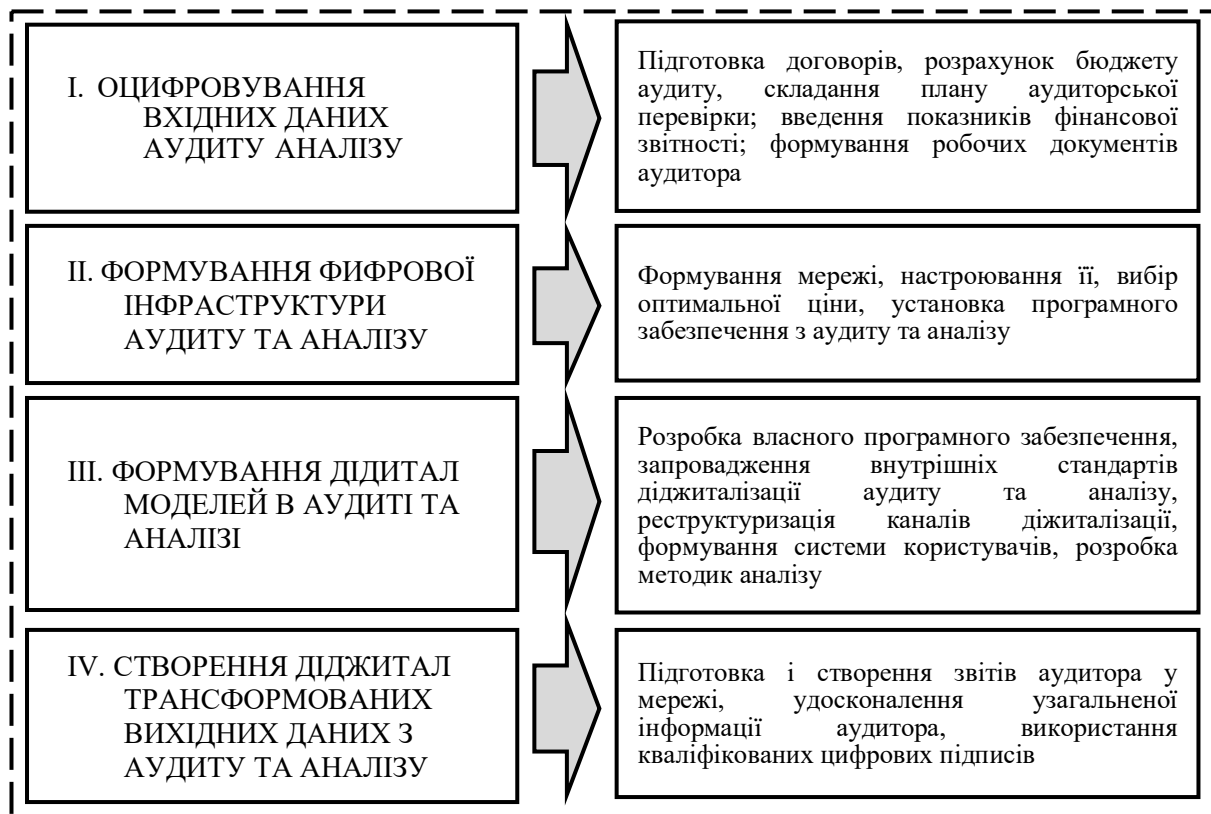 I. ОЦИФРОВУВАННЯ
ВХІДНИХ ДАНИХ
АУДИТУ АНАЛІЗУ
Підготовка договорів, розрахунок бюджету
аудиту, складання плану аудиторської
перевірки; введення показників фінансової
звітності; формування робочих документів
аудитора
II. ФОРМУВАННЯ ФИФРОВОЇ
ІНФРАСТРУКТУРИ
АУДИТУ ТА АНАЛІЗУ
Формування мережі, настроювання її, вибір
оптимальної ціни, установка програмного
забезпечення з аудиту та аналізу
III. ФОРМУВАННЯ ДІДИТАЛ
МОДЕЛЕЙ В АУДИТІ ТА
АНАЛІЗІ
Розробка власного програмного забезпечення,
запровадження внутрішніх стандартів
діджиталізації аудиту та аналізу,
реструктуризація каналів діжиталізації,
формування системи користувачів, розробка
методик аналізу
IV. СТВОРЕННЯ ДІДЖИТАЛ
ТРАНСФОРМОВАНИХ
ВИХІДНИХ ДАНИХ З
АУДИТУ ТА АНАЛІЗУ
Підготовка і створення звітів аудитора у
мережі, удосконалення узагальненої
інформації аудитора, використання
кваліфікованих цифрових підписів